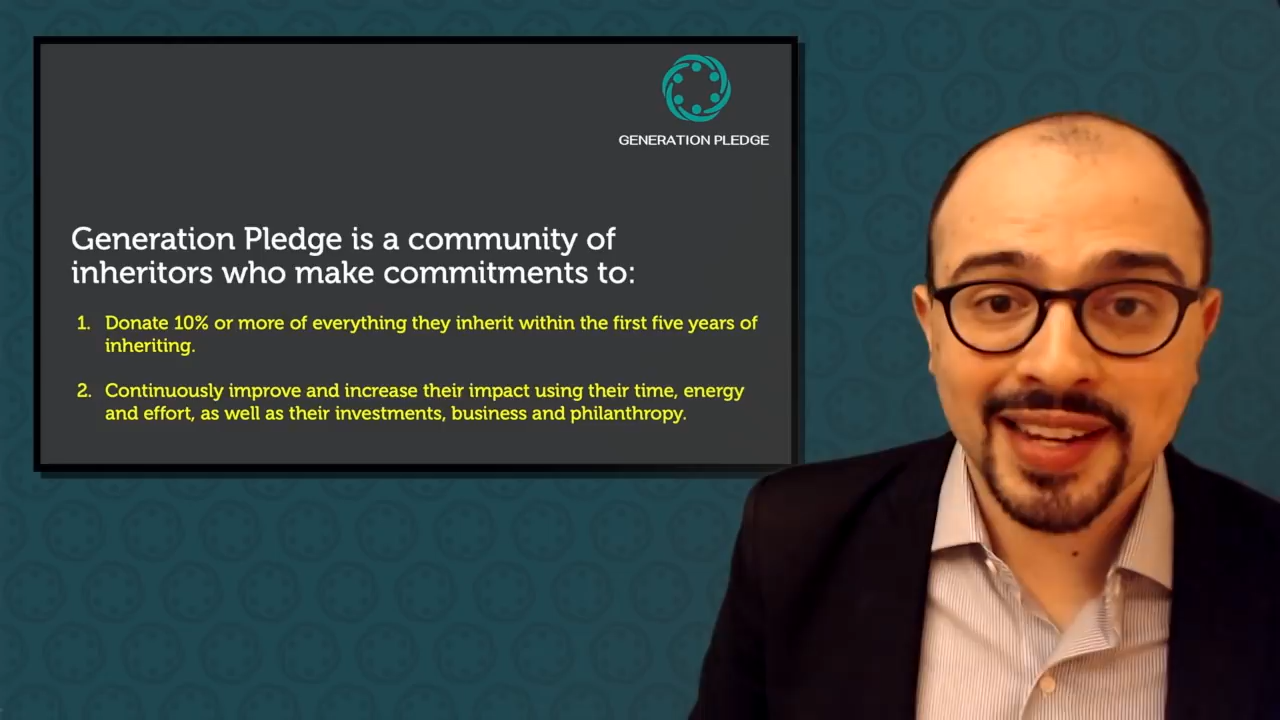 GENERATION PLEDGE
Generation Pledge is a community of
inheritors who make commitments to:
1. Donate 10% or more of everything they inherit within the first five years of
inheriting.
2. Continuously improve and increase their impact using their time, energy
and effort, as well as their investments, business and philanthropy.